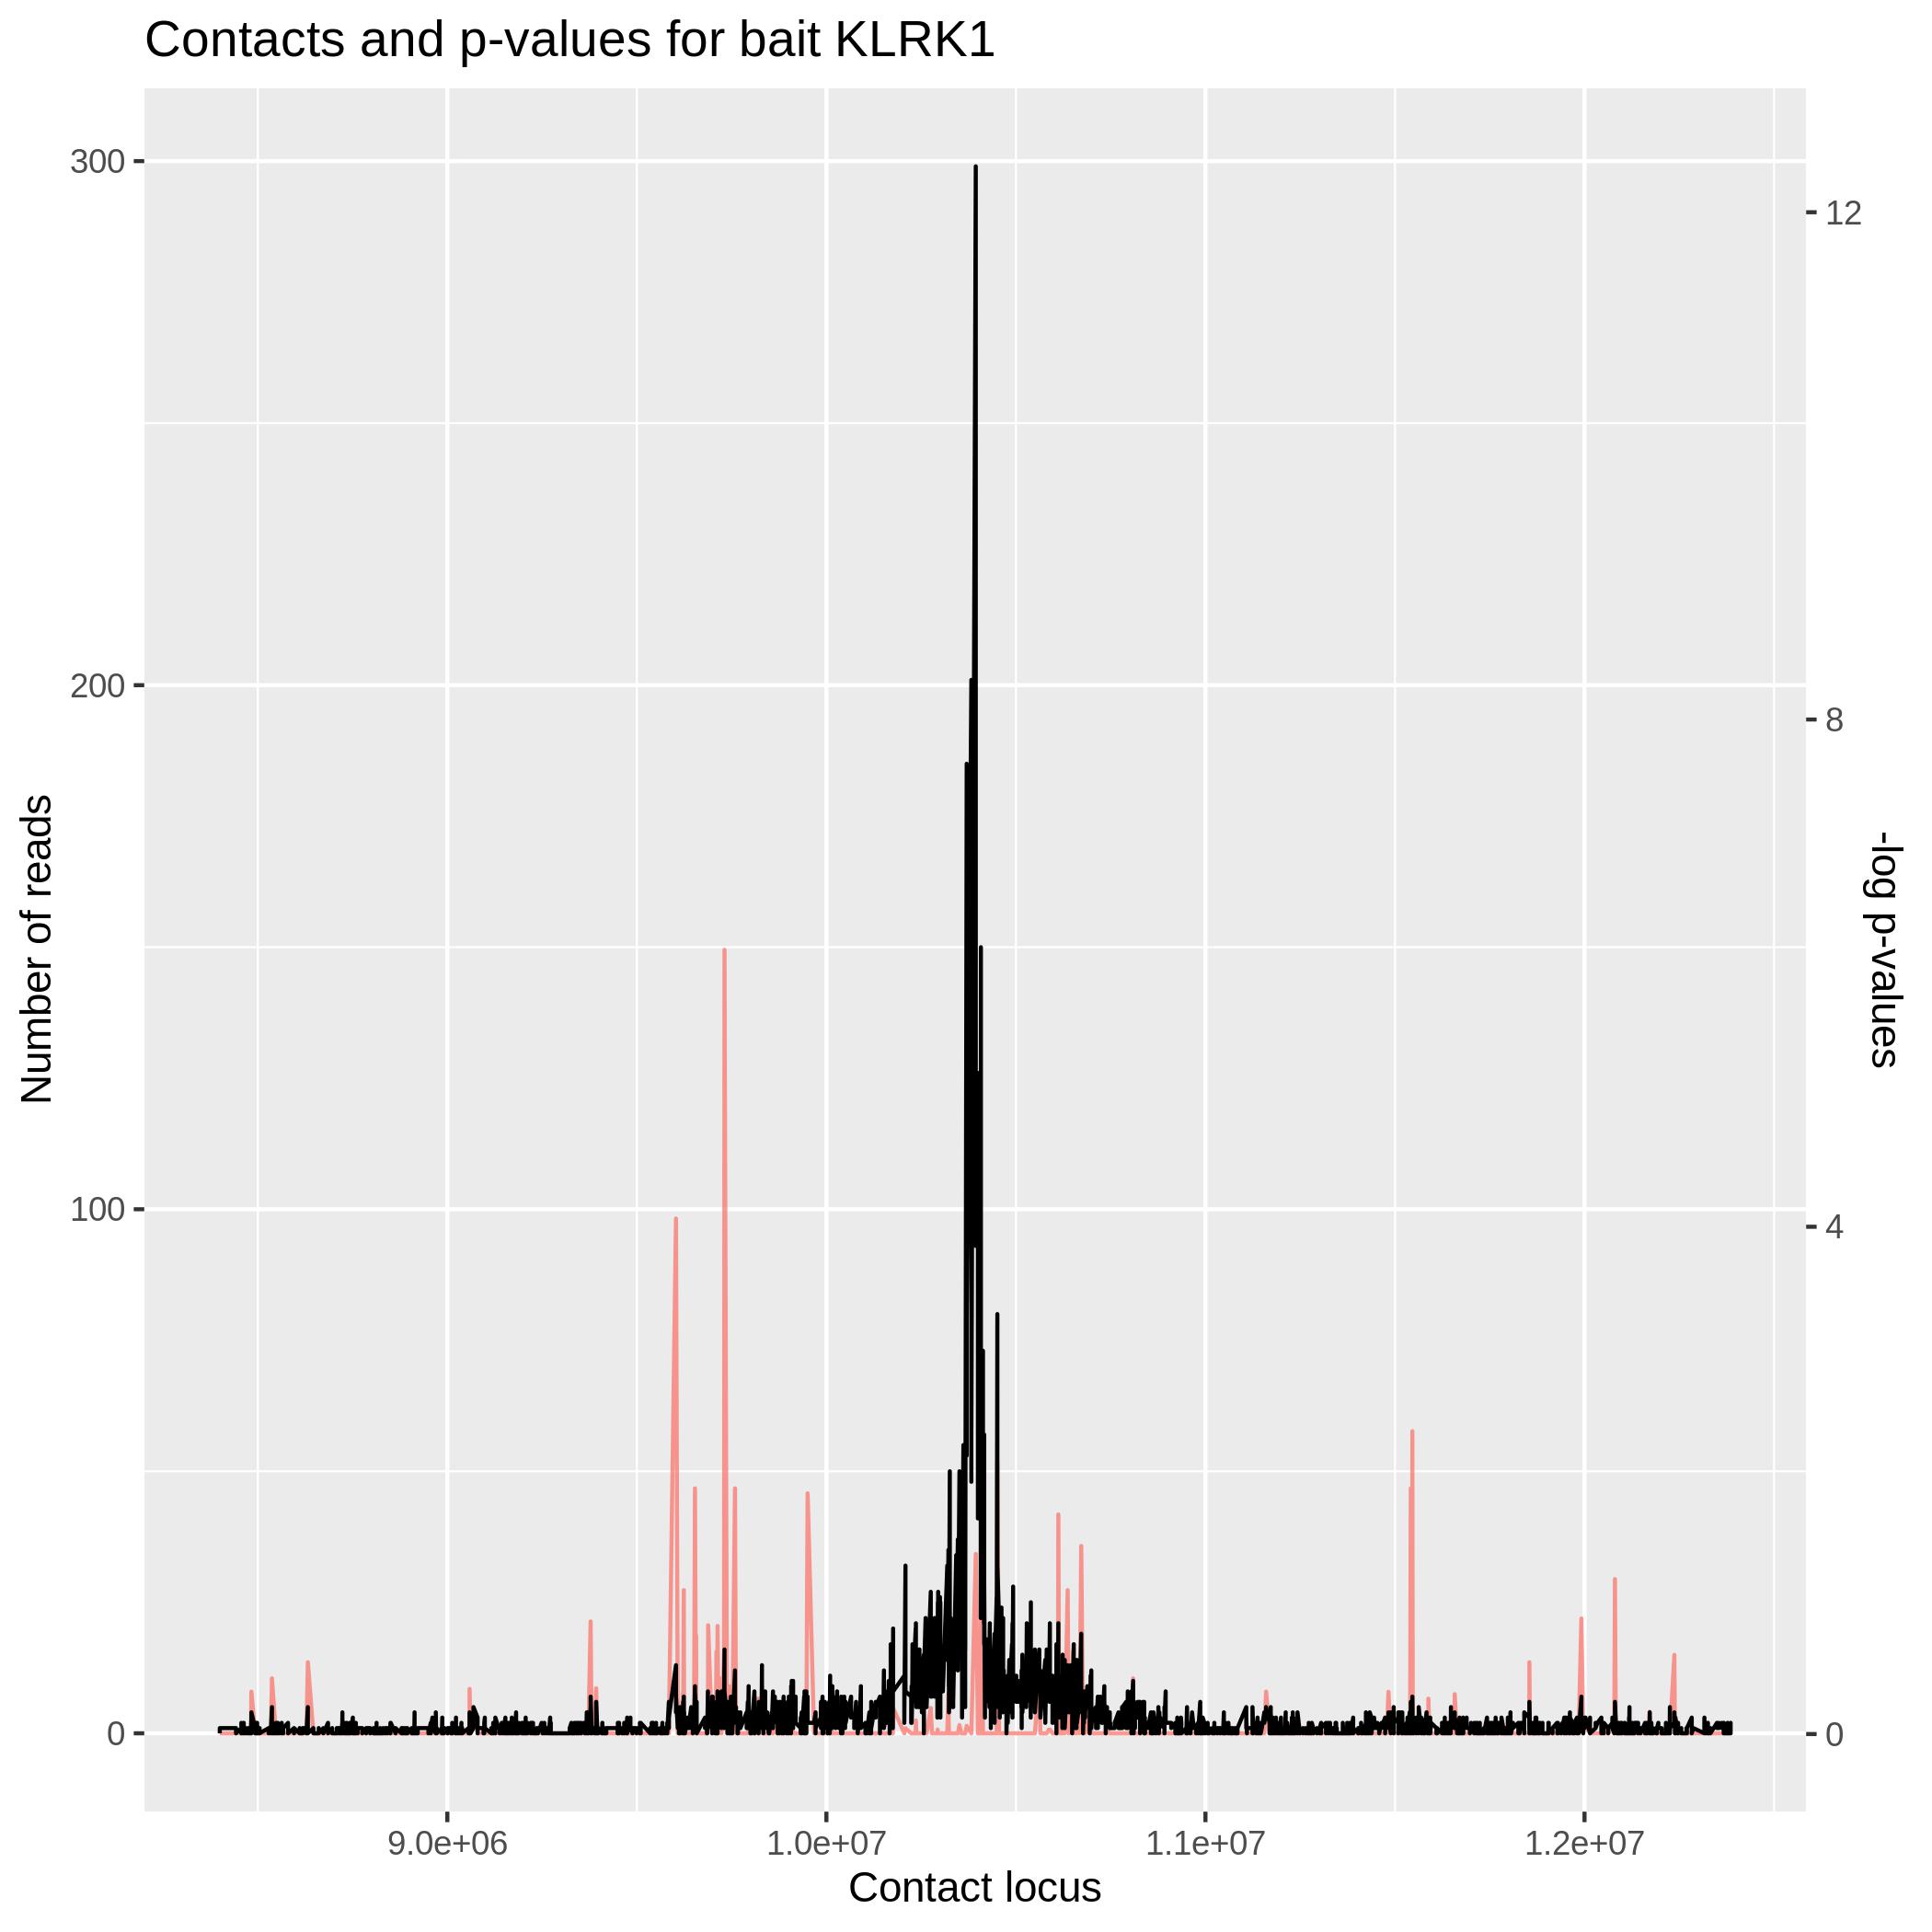 Contacts and p-values for bait KLRK1
300
200
100
0
Number of reads
12
8
4
0
-log p-values
9.0e+06
1.0e+07
1.1e+07
1.2e+07
Contact locus